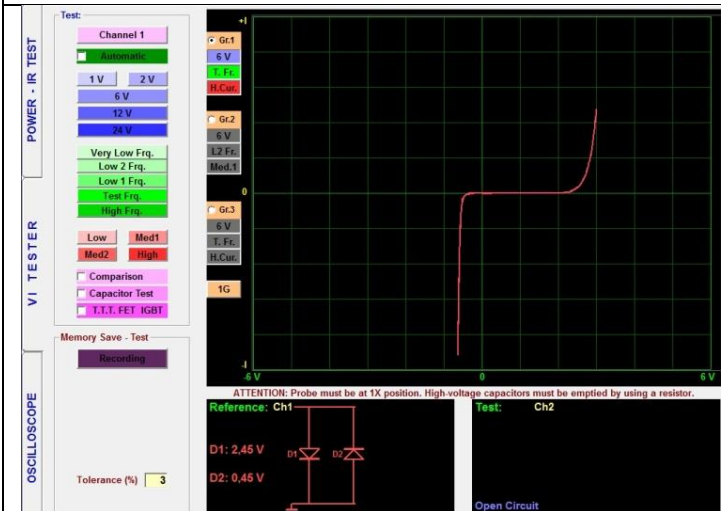 POWER - IR TEST
VI TESTER
OSCILLOSCOPE
Test:
Channel 1
Automatic
1 V 2 V
6 V
12 V
24 V
Very Low Frq.
Low 2 Frq.
Low 1 Frq.
Test Frq.
High Frq.
Low Med1
Med2 High
Comparison
Capacitor Test
T.T.T. FET IGBT
Memory Save - Test
Recording
Tolerance (%) 3
Gr.1
6 V
T. Fr.
H.Cur.
Gr.2
6 V
L2 Fr.
Med.1
Gr.3
6 V
T. Fr.
H.Cur.
1G
+I
0
-I
-6 V 0 6 V
ATTENTION: Probe must be at 1X position. High-voltage capacitors must be emptied by using a resistor.
Reference: Ch1
D1: 2,45 V
D2: 0,45 V
D1 D2
Test: Ch2
Open Circuit